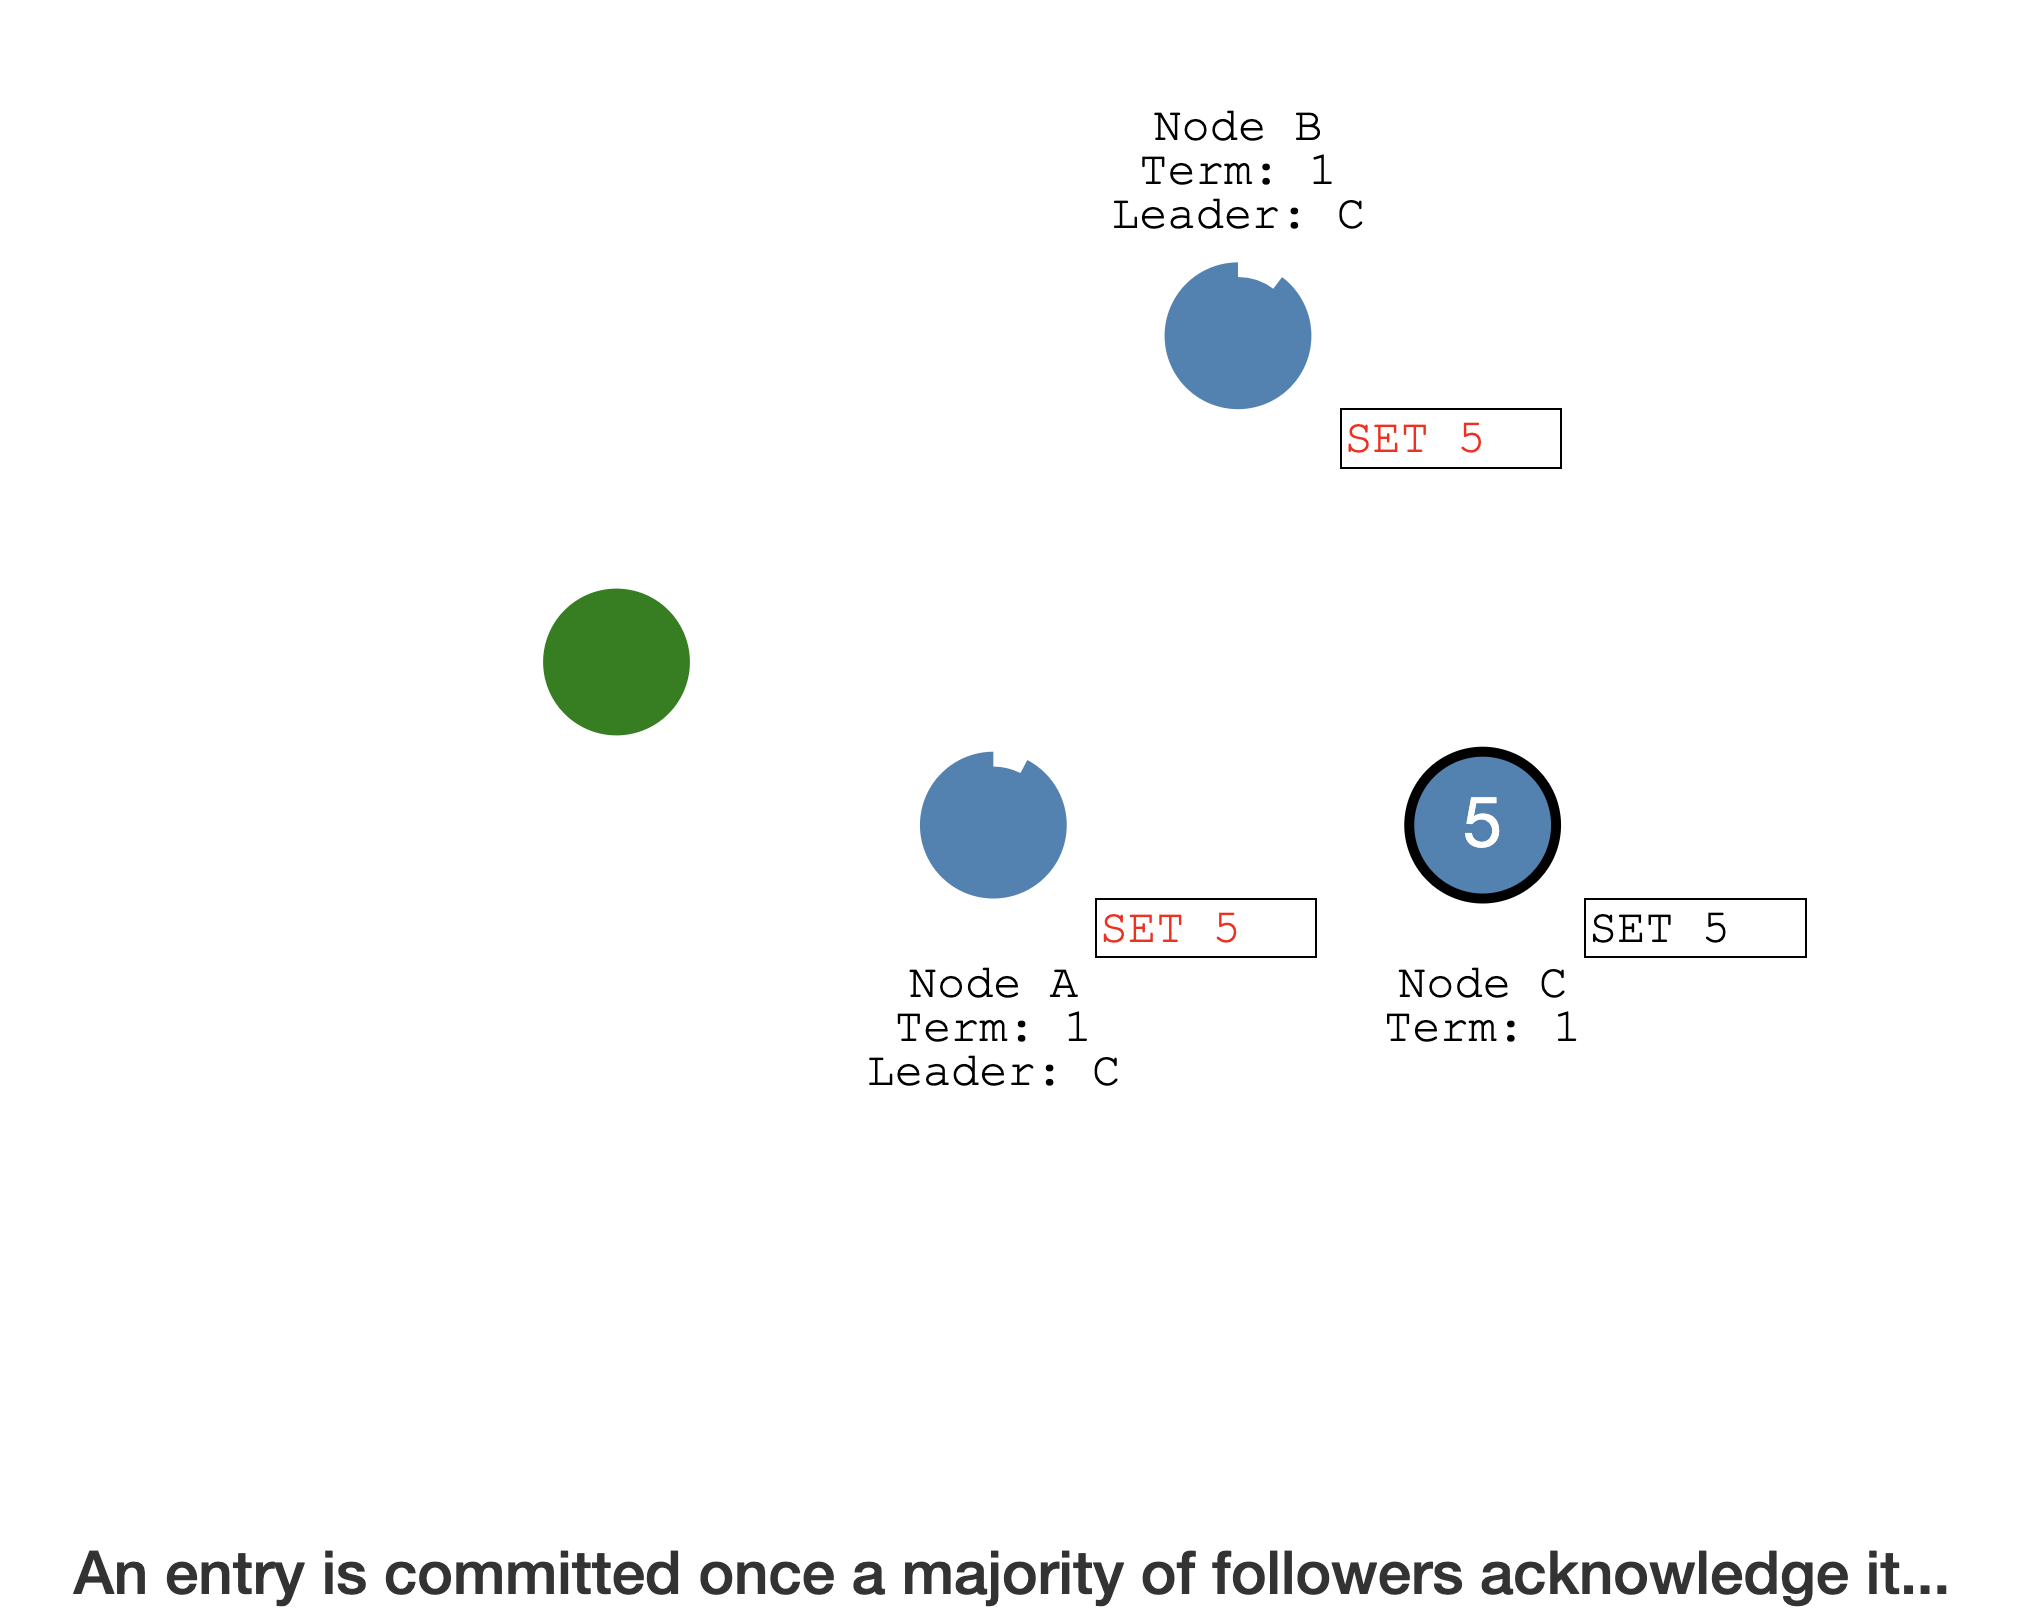 Node B
Term: 1
Leader: C
SET 5
5
SET 5
SET 5
Node A
Term: 1
Leader: C
Node C
Term: 1
An entry is committed once a majority of followers acknowledge it...